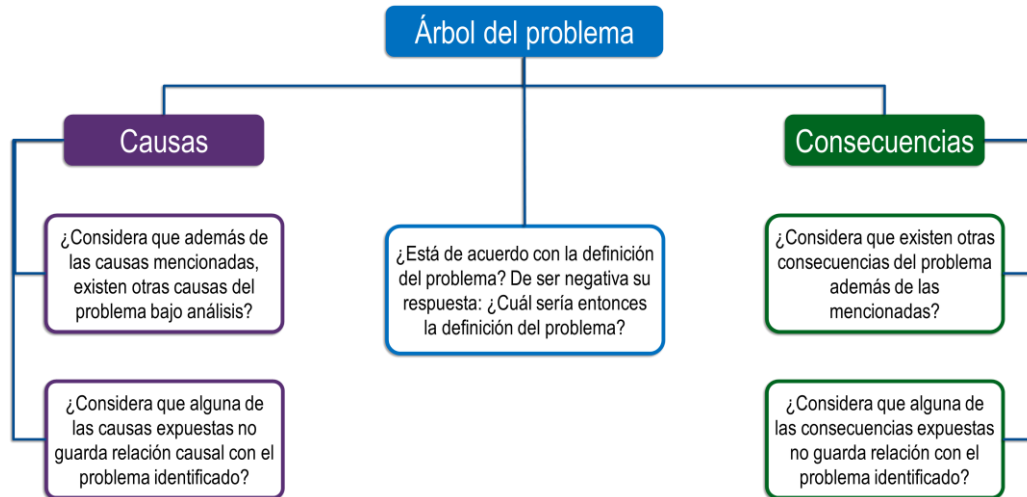 Árbol del problema
Causas
¿Considera que además de
las causas mencionadas,
existen otras causas del
problema bajo análisis?
¿Considera que alguna de
las causas expuestas no
guarda relación causal con el
problema identificado?
¿Está de acuerdo con la definición
del problema? De ser negativa su
respuesta: ¿Cuál sería entonces
la definición del problema?
Consecuencias
¿Considera que existen otras
consecuencias del problema
además de las
mencionadas?
¿Considera que alguna de
las consecuencias expuestas
no guarda relación con el
problema identificado?